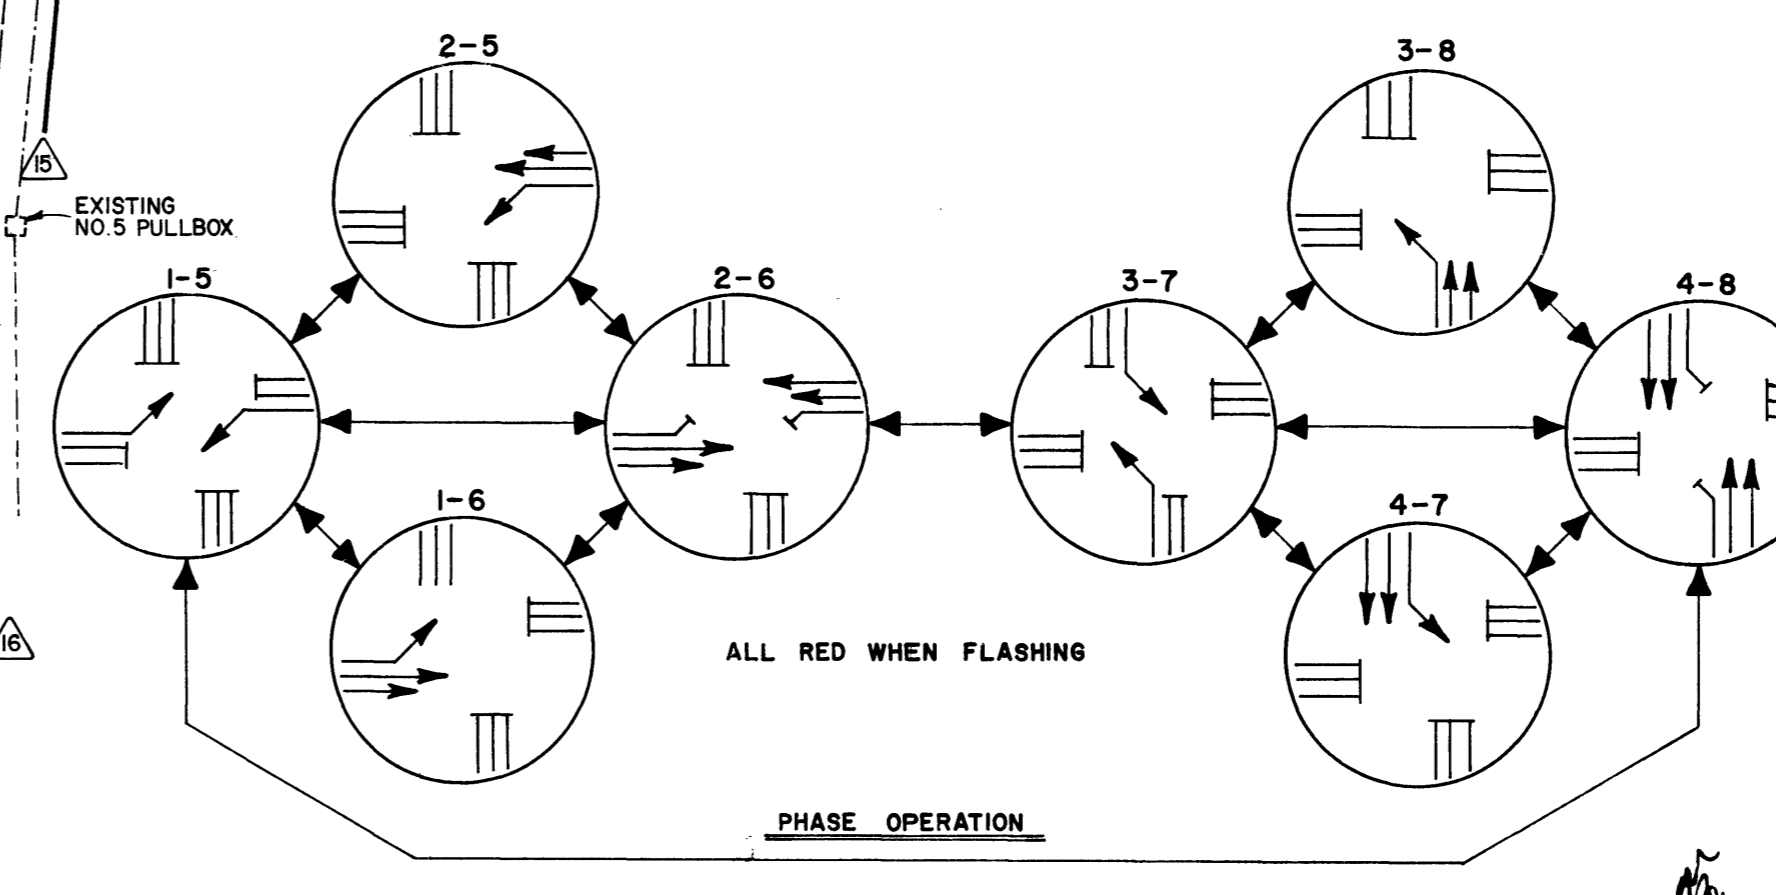 2-5
3-8
15
EXISTING
NO.5 PULLBOX
1-5
2-6
3-7
4-8
1-6
4-7
16
ALL RED WHEN FLASHING
PHASE OPERATION